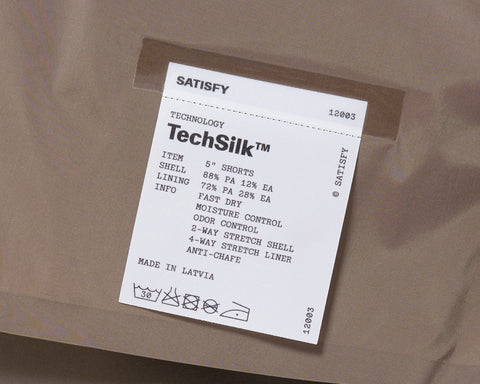 SATISFY
12003
TECHNOLOGY
TechSilk™
ITEM 5" SHORTS
SHELL 88% PA 12% EA
LINING 72% PA 28% EA
INFO FAST DRY
MOISTURE CONTROL
ODOR CONTROL
2-WAY STRETCH SHELL
4-WAY STRETCH LINER
ANTI-CHAFE
MADE IN LATVIA
30
© SATISFY
12003